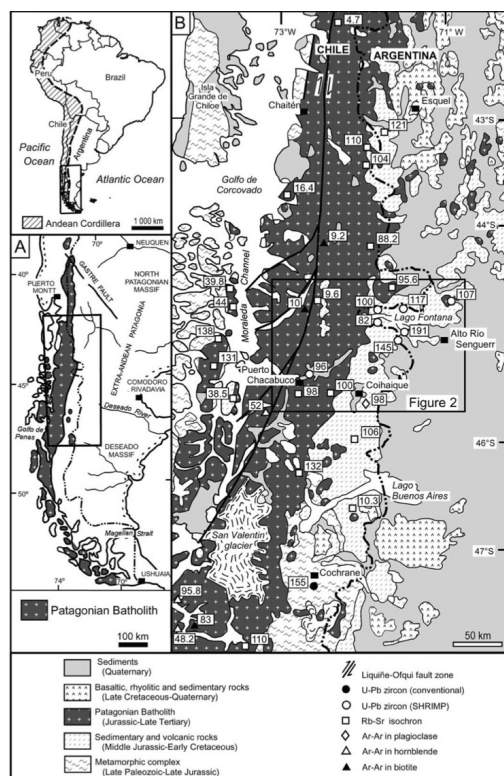 Peru
Brazil
Chile
Argentina
Pacific
Ocean
Atlantic Ocean
Andean Cordillera
1 000 km
A
70°
NEUQUEN
40°
PUERTO
MONTT
GASTRE FAULT
NORTH
PATAGONIAN
MASSIF
EXTRA-ANDEAN PATAGONIA
COMODORO
RIVADAVIA
45°
Deseado River
Golfo de
Penas
DESEADO
MASSIF
50°
Magellan Strait
USHUAIA
74°
70°
Patagonian Batholith
100 km
B
73°W
71° W
4.7
CHILE
ARGENTINA
Isla
Grande de
Chiloe
Chaitén
Esquel
43°S
121
110
104
Golfo de
Corcovado
16.4
44°S
9.2
88.2
39.8
Moraleda Channel
44
10
9.6
95.6
100
117
107
82
Lago Fontana
138
191
Alto Río
Senguerr
145
131
Puerto
Chacabuco
96
38.5
98
100
Coihaique
52
98
Figure 2
106
46°S
132
Lago
Buenos Aires
10.3
San Valentín
glacier
47°S
Cochrane
155
95.8
83
48.2
110
50 km
Sediments
(Quaternary)
Basaltic, rhyolitic and sedimentary rocks
(Late Cretaceous-Quaternary)
Patagonian Batholith
(Jurassic-Late Tertiary)
Sedimentary and volcanic rocks
(Middle Jurassic-Early Cretaceous)
Metamorphic complex
(Late Paleozoic-Late Jurassic)
Liquiñe-Ofqui fault zone
U-Pb zircon (conventional)
U-Pb zircon (SHRIMP)
Rb-Sr isochron
Ar-Ar in plagioclase
Ar-Ar in hornblende
Ar-Ar in biotite